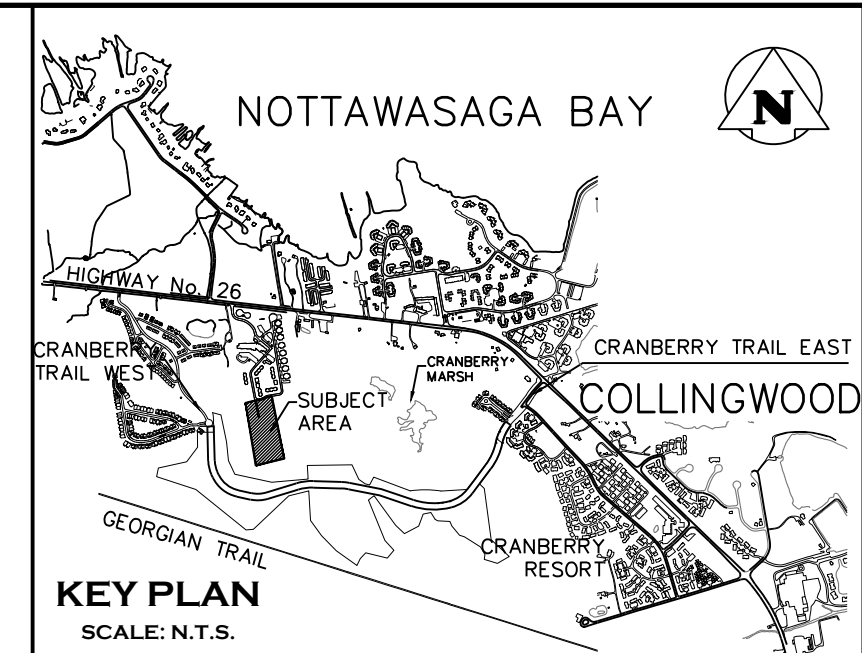 NOTTAWASAGA BAY
N
HIGHWAY No. 26
CRANBERRY
TRAIL WEST
SUBJECT
AREA
CRANBERRY
MARSH
CRANBERRY TRAIL EAST
COLLINGWOOD
GEORGIAN TRAIL
CRANBERRY
RESORT
KEY PLAN
SCALE: N.T.S.